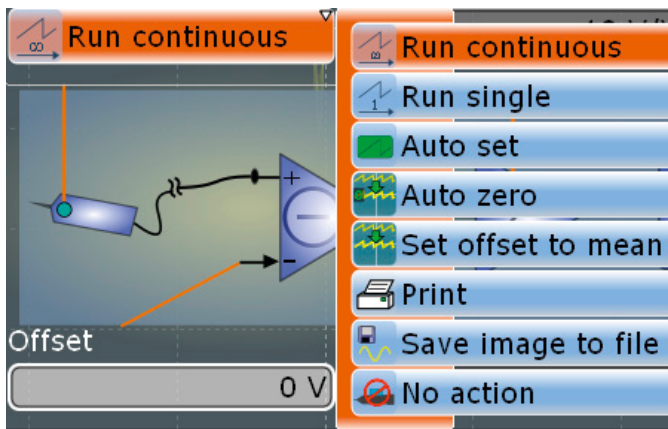 Run continuous
Offset
0 V
Run continuous
1
Run single
Auto set
Auto zero
Set offset to mean
Print
Save image to file
No action